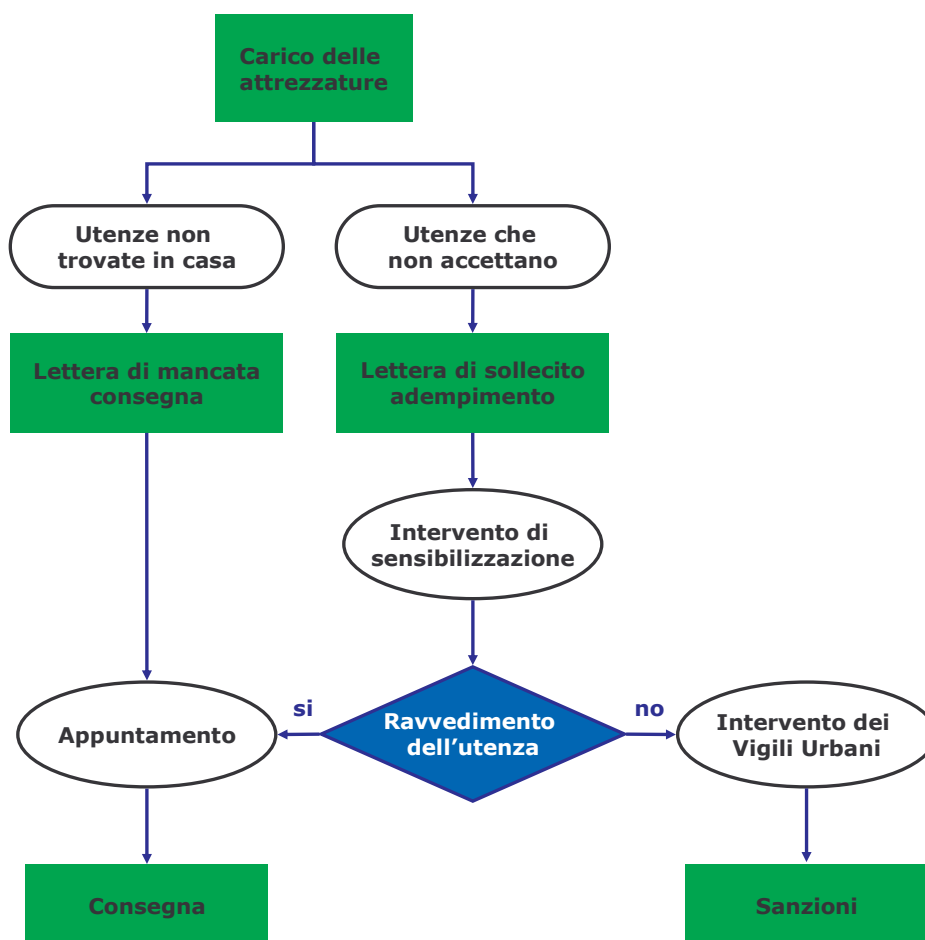 Carico delle
attrezzature
Utenze non
trovate in casa
Utenze che
non accettano
Lettera di mancata
consegna
Lettera di sollecito
adempimento
Intervento di
sensibilizzazione
Appuntamento
si
Ravvedimento
dell’utenza
no
Intervento dei
Vigili Urbani
Consegna
Sanzioni